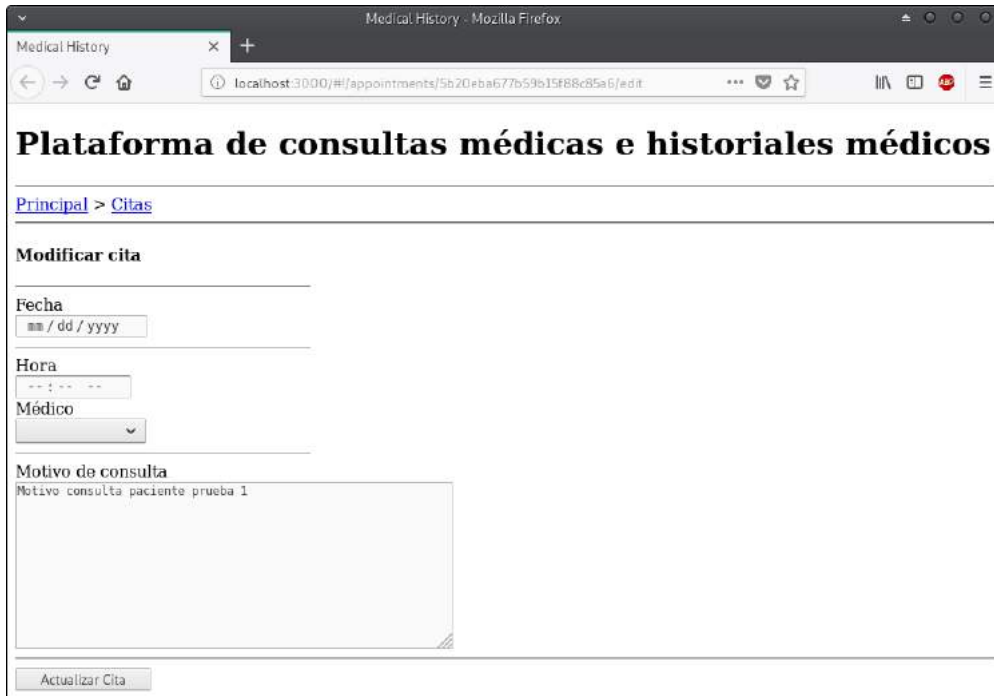 Medical History - Mozilla Firefox
Medical History
localhost:3000/#!/appointments/5b20eba677b59b15f88c85a6/edit
ABP
Plataforma de consultas médicas e historiales médicos
Principal > Citas
Modificar cita
Fecha
mm / dd / yyyy
Hora
-- : -- --
Médico
Motivo de consulta
Motivo consulta paciente prueba 1
Actualizar Cita